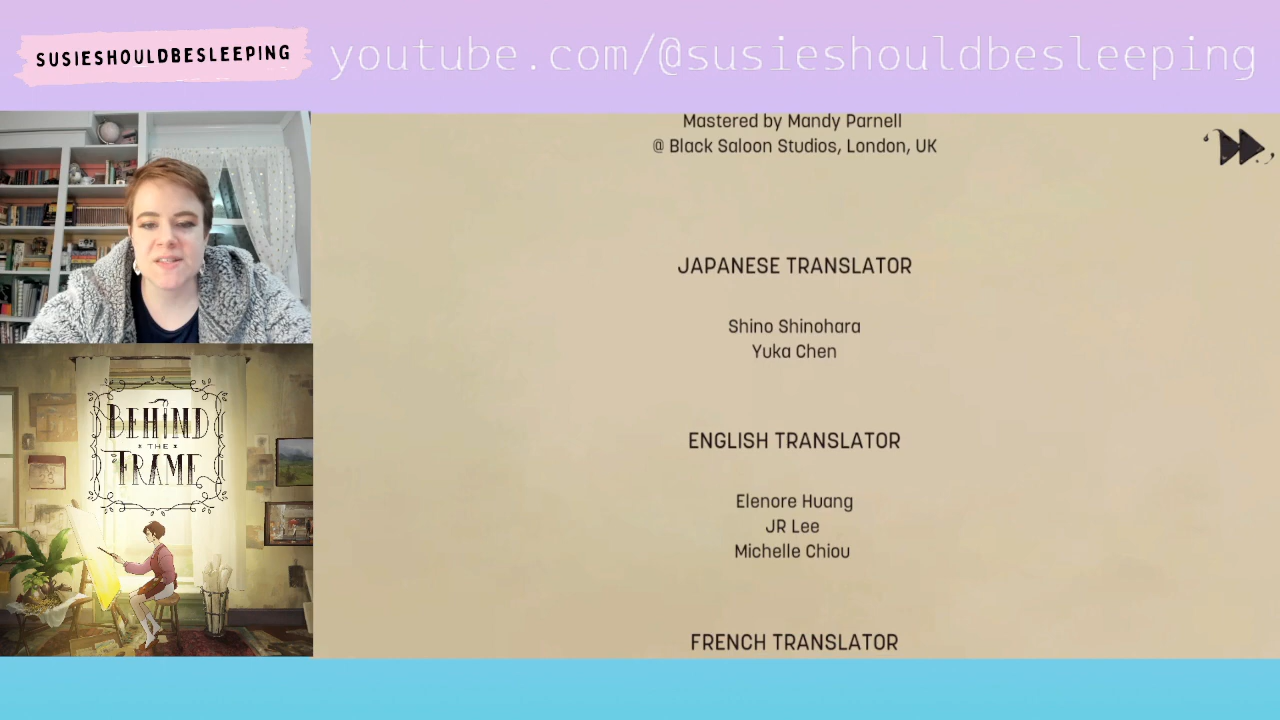 SUSIESHOULDBESLEEPING
youtube.com/@susieshouldbesleeping
Mastered by Mandy Parnell
@ Black Saloon Studios, London, UK
JAPANESE TRANSLATOR
Shino Shinohara
Yuka Chen
ENGLISH TRANSLATOR
Elenore Huang
JR Lee
Michelle Chiou
FRENCH TRANSLATOR
BEHIND
THE
FRAME
23